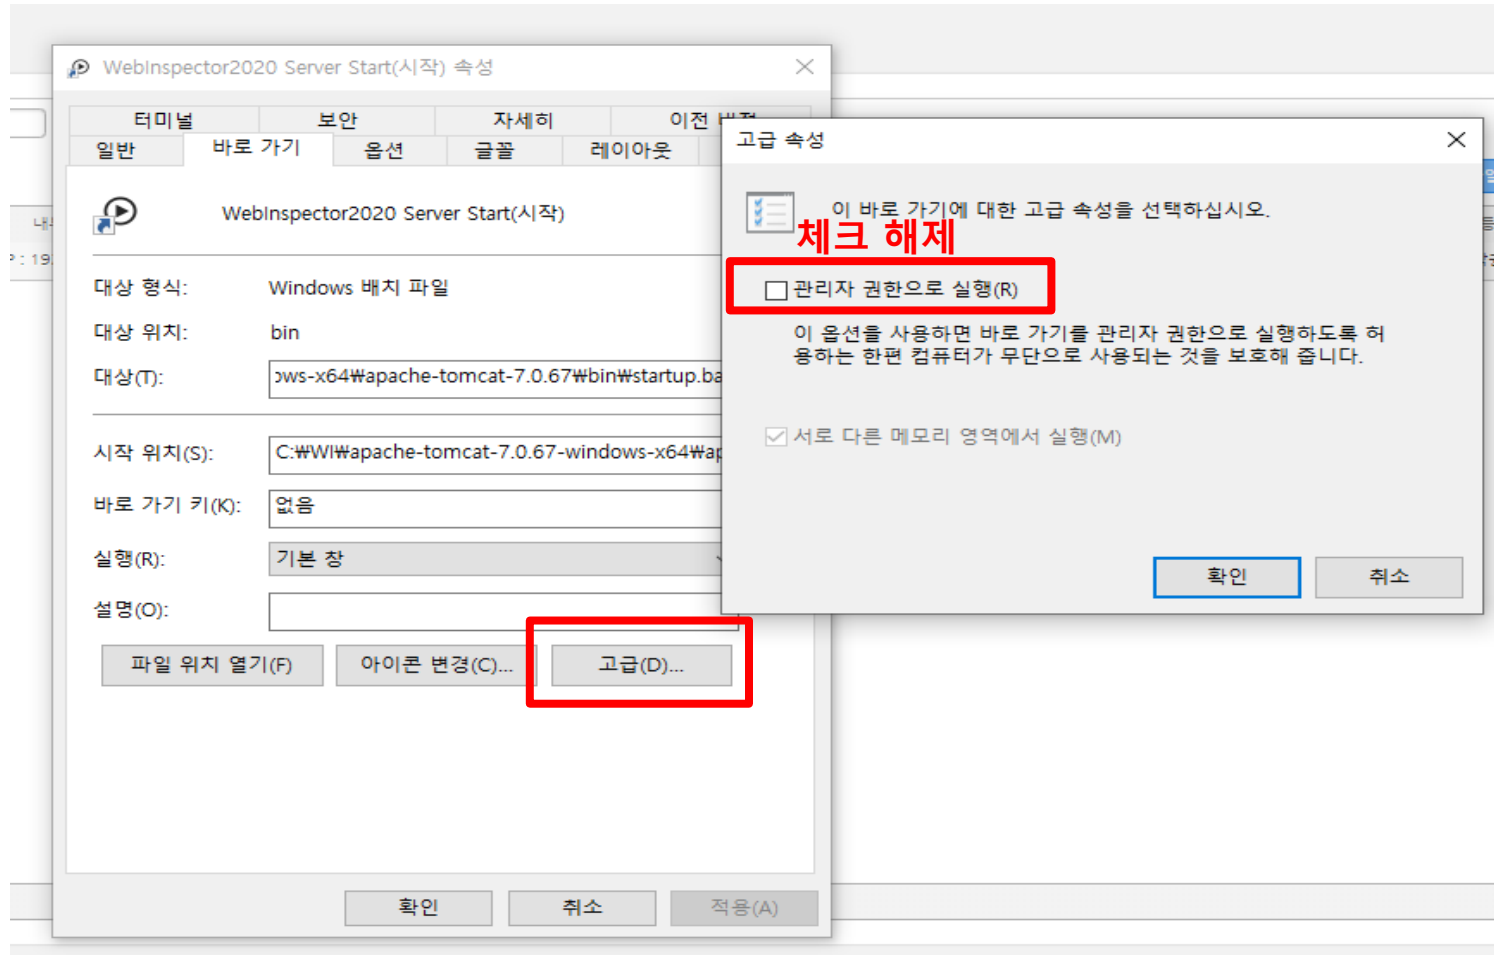 WebInspector2020 Server Start(시작) 속성
터미널 보안 자세히 이전 버전
일반 바로 가기 옵션 글꼴 레이아웃
WebInspector2020 Server Start(시작)
대상 형식: Windows 배치 파일
대상 위치: bin
대상(T): ows-x64₩apache-tomcat-7.0.67₩bin₩startup.ba
시작 위치(S): C:₩WI₩apache-tomcat-7.0.67-windows-x64₩ap
바로 가기 키(K): 없음
실행(R): 기본 창
설명(O):
파일 위치 열기(F) 아이콘 변경(C)... 고급(D)...
확인 취소 적용(A)
고급 속성
이 바로 가기에 대한 고급 속성을 선택하십시오.
체크 해제
관리자 권한으로 실행(R)
이 옵션을 사용하면 바로 가기를 관리자 권한으로 실행하도록 허
용하는 한편 컴퓨터가 무단으로 사용되는 것을 보호해 줍니다.
서로 다른 메모리 영역에서 실행(M)
확인 취소
P : 19